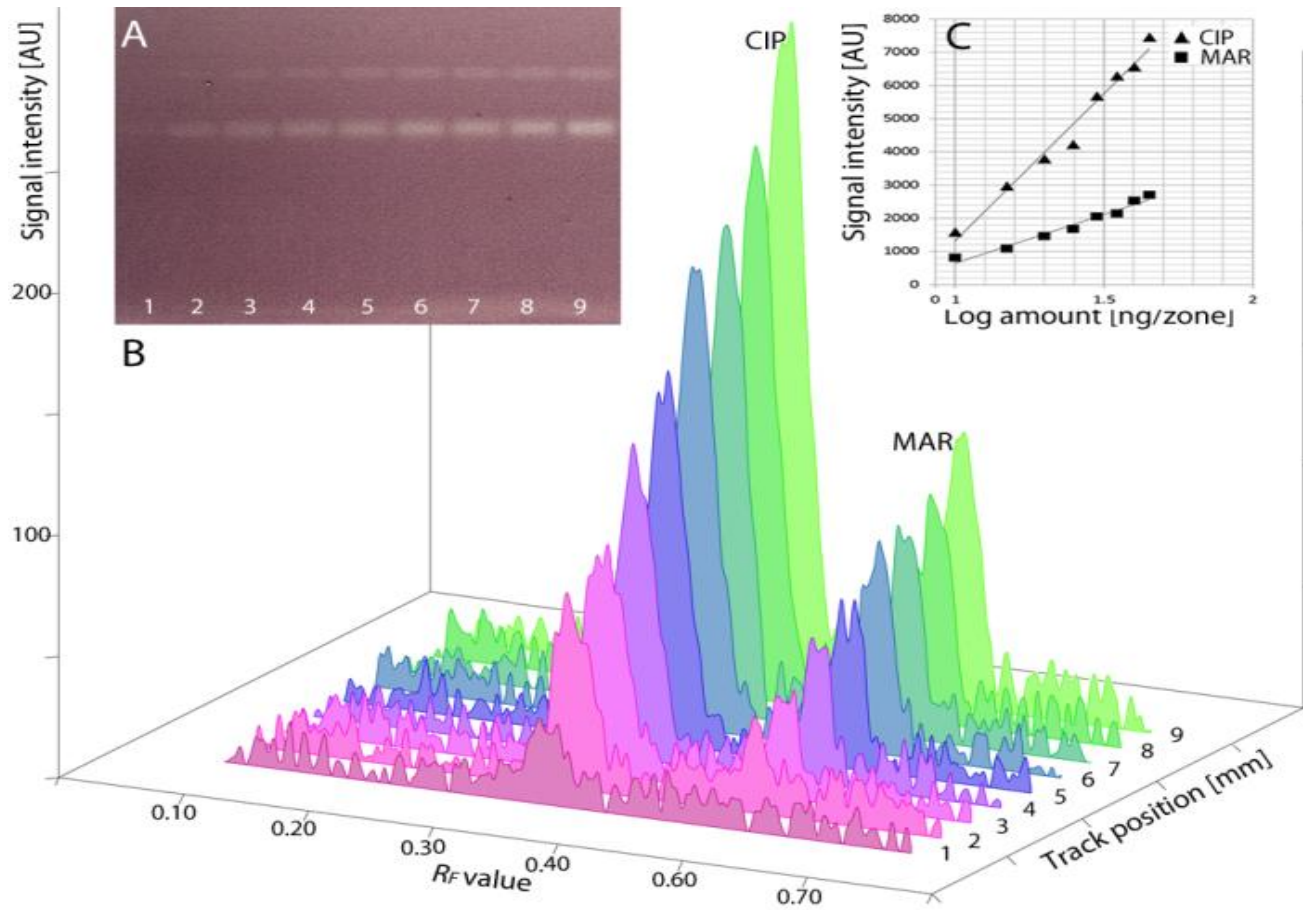 A
1 2 3 4 5 6 7 8 9
B
Signal intensity [AU]
200
100
CIP
MAR
0.10
0.20
0.30
0.40
0.60
0.70
RF value
1
2
3
4
5
6
7
8
9
Track position [mm]
C
CIP
MAR
Signal intensity [AU]
8000
7000
6000
5000
4000
3000
2000
1000
0
0 1 1.5 2
Log amount [ng/zone]